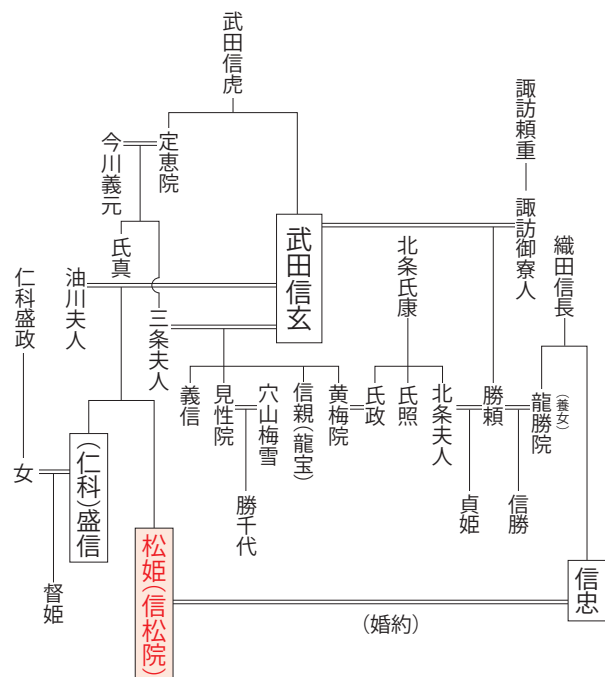 武田信虎
諏訪頼重
諏訪御寮人
織田信長
今川義元
定恵院
武田信玄
北条氏康
氏真
油川夫人
仁科盛政
三条夫人
義信
見性院
穴山梅雪
信親(龍宝)
黄梅院
氏政
氏照
北条夫人
勝頼
龍勝院
(養女)
女
(仁科)盛信
勝千代
貞姫
信勝
督姫
松姫(信松院)
(婚約)
信忠